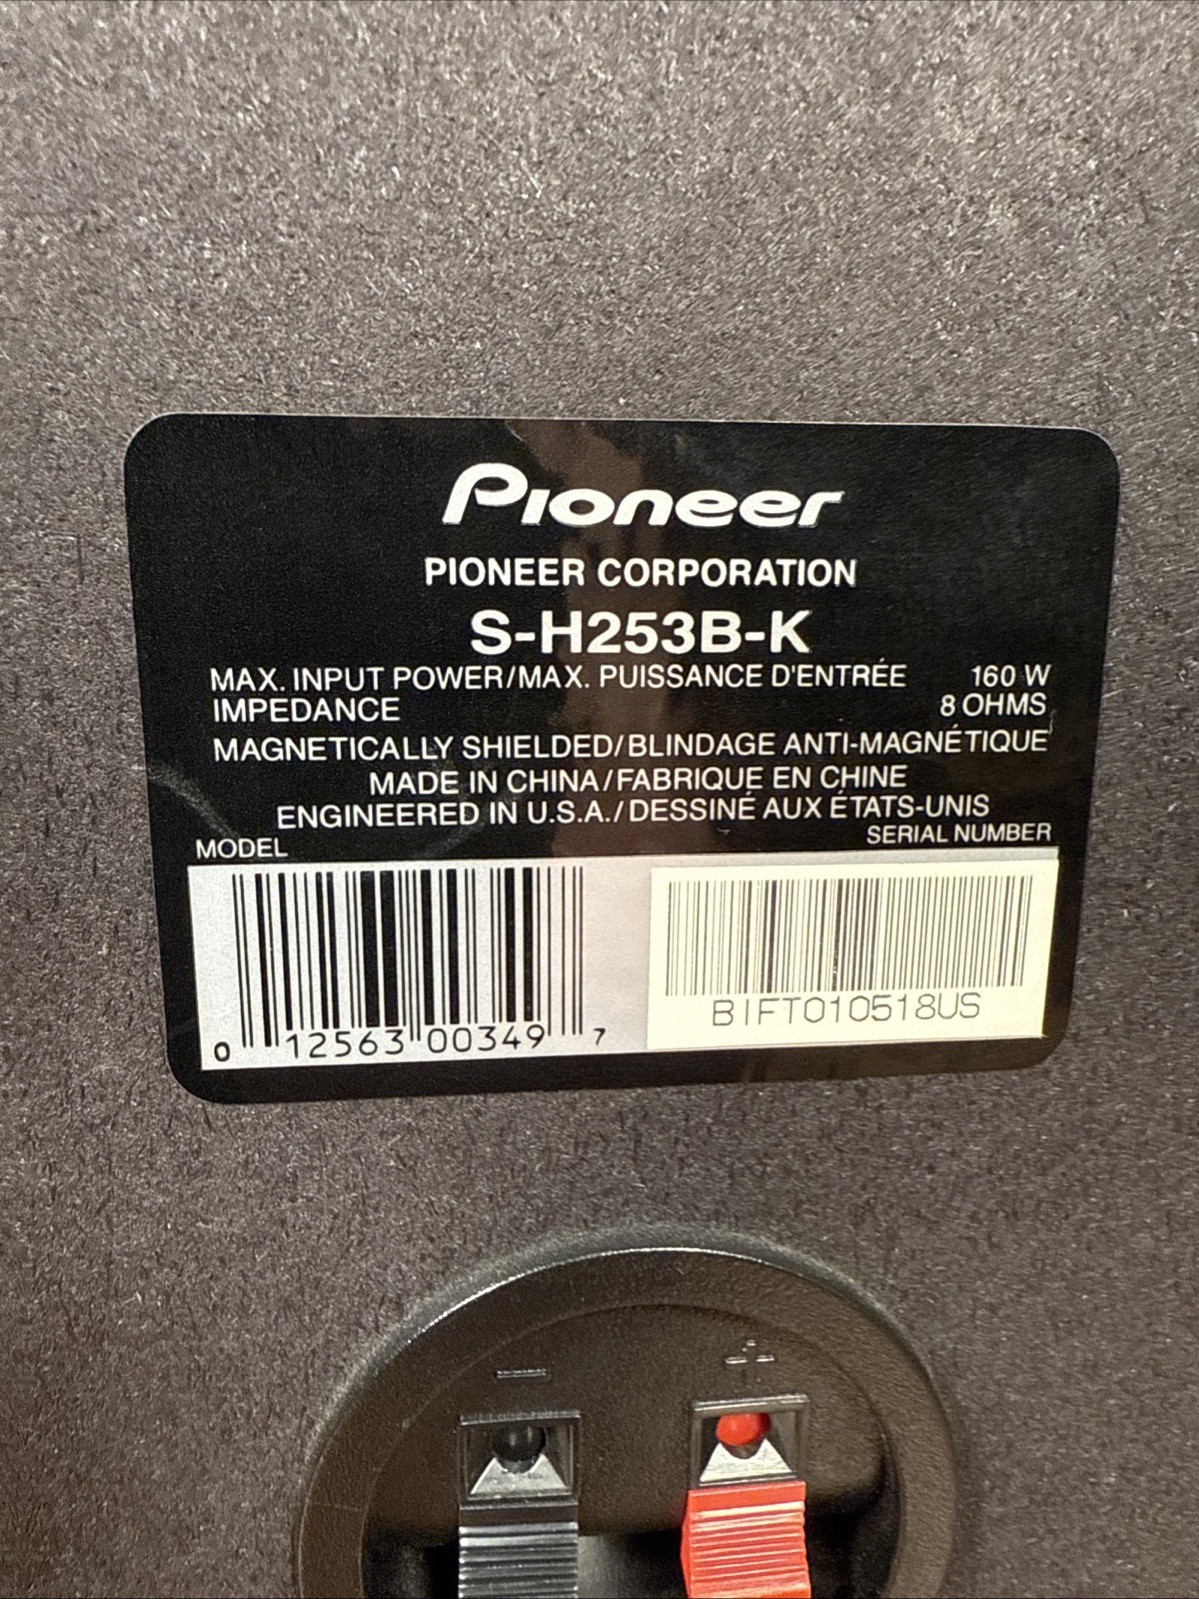 Pioneer
PIONEER CORPORATION
S-H253B-K
MAX. INPUT POWER/MAX. PUISSANCE D'ENTRÉE 160 W
IMPEDANCE 8 OHMS
MAGNETICALLY SHIELDED/BLINDAGE ANTI-MAGNÉTIQUE
MADE IN CHINA/FABRIQUE EN CHINE
ENGINEERED IN U.S.A./DESSINÉ AUX ÉTATS-UNIS
MODEL SERIAL NUMBER
0 12563 00349 7 BIFT010518US
− +